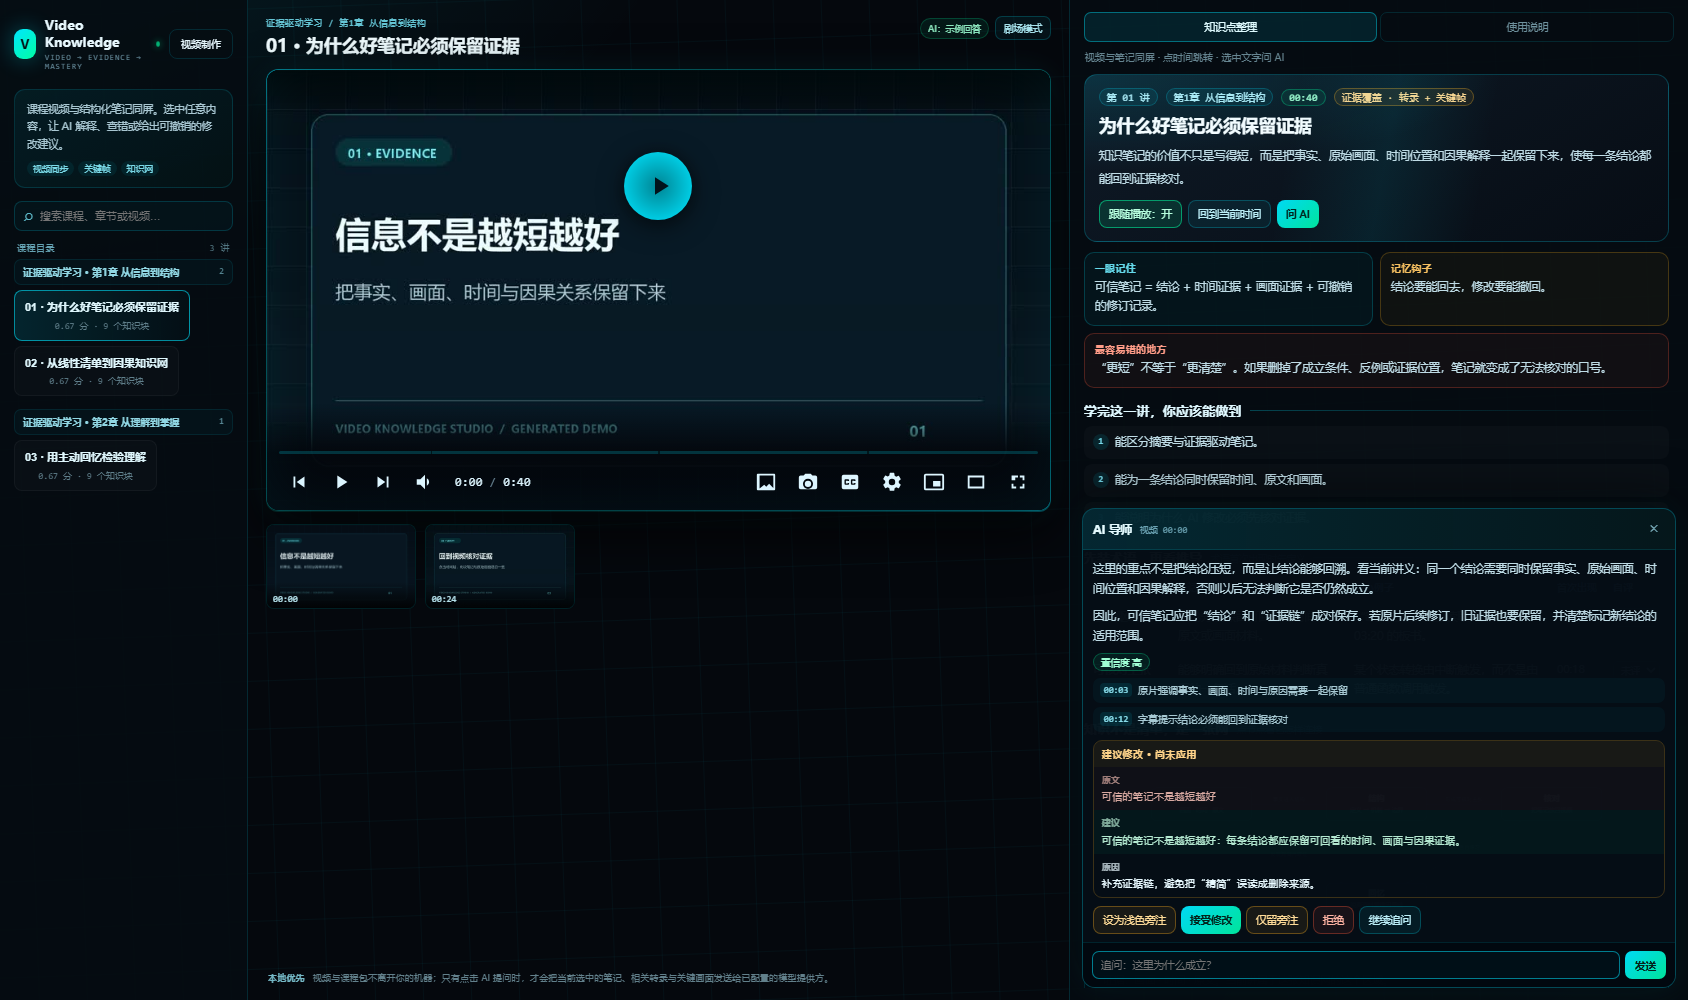 V
Video
Knowledge
VIDEO → EVIDENCE →
MASTERY
视频制作
课程视频与结构化笔记同屏。选中任意内
容，让 AI 解释、查错或给出可撤销的修
改建议。
视频同步 关键帧 知识网
搜索课程、章节或视频...
课程目录 3 讲
证据驱动学习 • 第1章 从信息到结构 2
01 · 为什么好笔记必须保留证据
0.67 分 · 9 个知识块
02 · 从线性清单到因果知识网
0.67 分 · 9 个知识块
证据驱动学习 • 第2章 从理解到掌握 1
03 · 用主动回忆检验理解
0.67 分 · 9 个知识块
证据驱动学习 / 第1章 从信息到结构
01 • 为什么好笔记必须保留证据
AI: 示例回答 剧场模式
01 • EVIDENCE
信息不是越短越好
把事实、画面、时间与因果关系保留下来
VIDEO KNOWLEDGE STUDIO / GENERATED DEMO 01
0:00 / 0:40
CC
信息不是越短越好
00:00
回到视频核对证据
00:24
本地优先 视频与课程包不离开你的机器；只有点击 AI 提问时，才会把当前选中的笔记、相关转录与关键画面发送给已配置的模型提供方。
知识点整理 使用说明
视频与笔记同屏 · 点时间跳转 · 选中文字问 AI
第 01 讲 第1章 从信息到结构 00:40 证据覆盖 · 转录 + 关键帧
为什么好笔记必须保留证据
知识笔记的价值不只是写得短，而是把事实、原始画面、时间位置和因果解释一起保留下来，使每一条结论都
能回到证据核对。
跟随播放：开 回到当前时间 问 AI
一眼记住
可信笔记 = 结论 + 时间证据 + 画面证据 + 可撤销
的修订记录。
记忆钩子
结论要能回去，修改要能撤回。
最容易错的地方
“更短”不等于“更清楚”。如果删掉了成立条件、反例或证据位置，笔记就变成了无法核对的口号。
学完这一讲，你应该能做到
1 能区分摘要与证据驱动笔记。
2 能为一条结论同时保留时间、原文和画面。
AI 导师 视频 00:00 ×
这里的重点不是把结论压短，而是让结论能够回溯。看当前讲义：同一个结论需要同时保留事实、原始画面、时
间位置和因果解释，否则以后无法判断它是否仍然成立。
因此，可信笔记应把“结论”和“证据链”成对保存。若原片后续修订，旧证据也要保留，并清楚标记新结论的
适用范围。
置信度 高
00:03 原片强调事实、画面、时间与原因需要一起保留
00:12 字幕提示结论必须能回到证据核对
建议修改 • 尚未应用
原文
可信的笔记不是越短越好
建议
可信的笔记不是越短越好：每条结论都应保留可回看的时间、画面与因果证据。
原因
补充证据链，避免把“精简”误读成删除来源。
设为浅色旁注 接受修改 仅留旁注 拒绝 继续追问
追问：这里为什么成立？ 发送